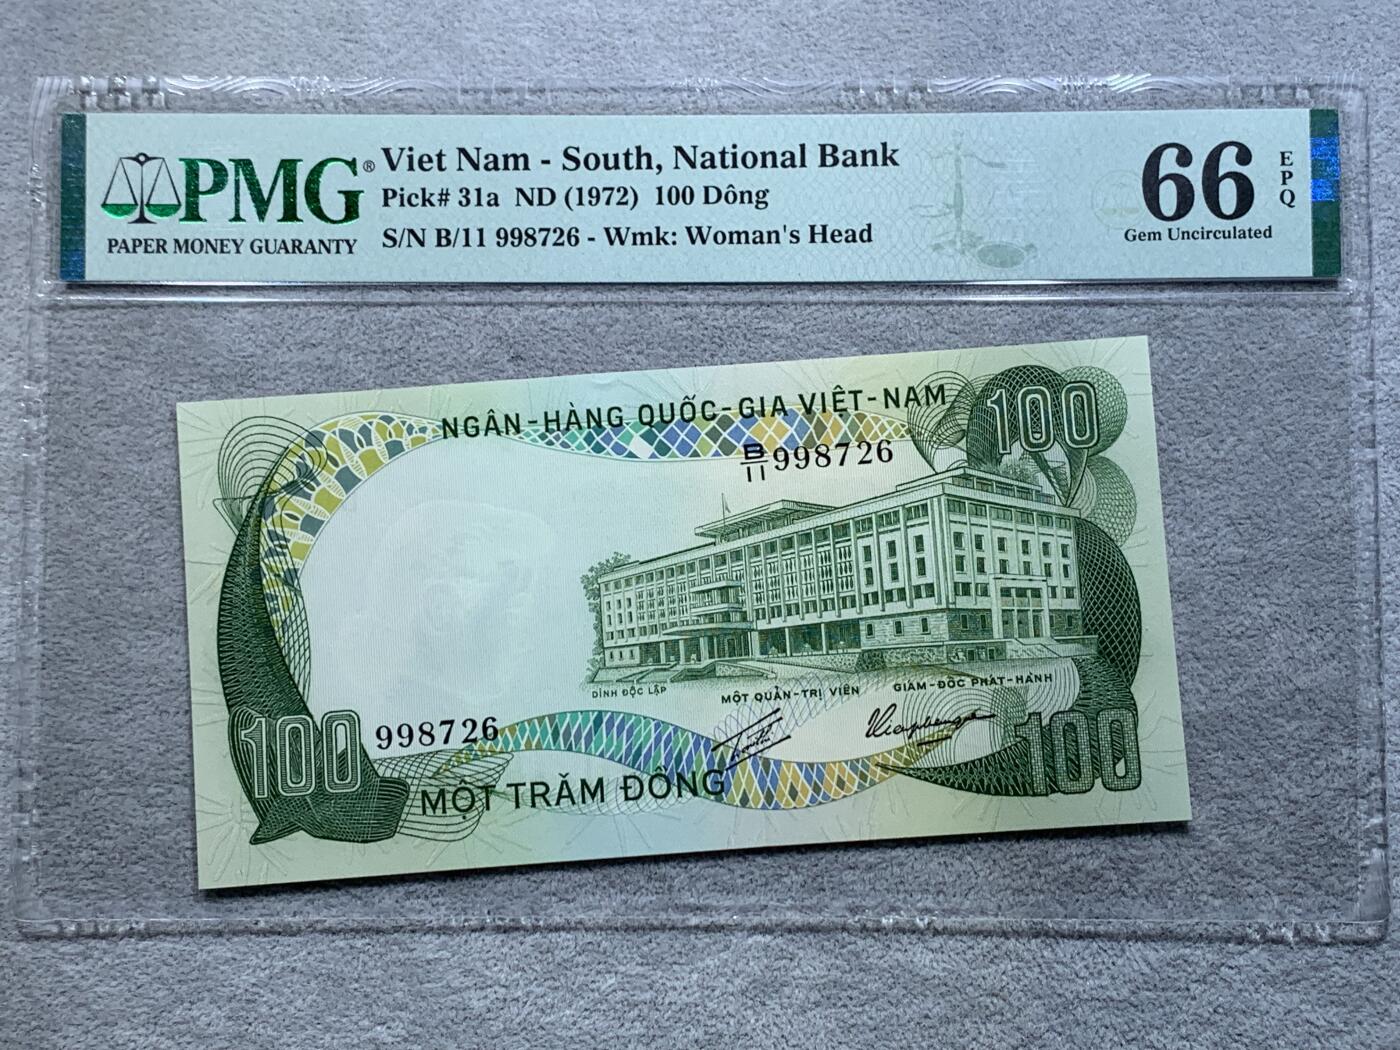 PMG®
PAPER MONEY GUARANTY
Viet Nam - South, National Bank
Pick# 31a ND (1972) 100 Dông
S/N B/11 998726 - Wmk: Woman's Head
66
EPQ
Gem Uncirculated
NGÂN-HÀNG QUỐC-GIA VIỆT-NAM
100
B/11 998726
DINH ĐỘC LẬP
MỘT QUẢN-TRỊ VIÊN
GIÁM-ĐỐC PHÁT-HÀNH
100
998726
100
MỘT TRĂM ĐỒNG